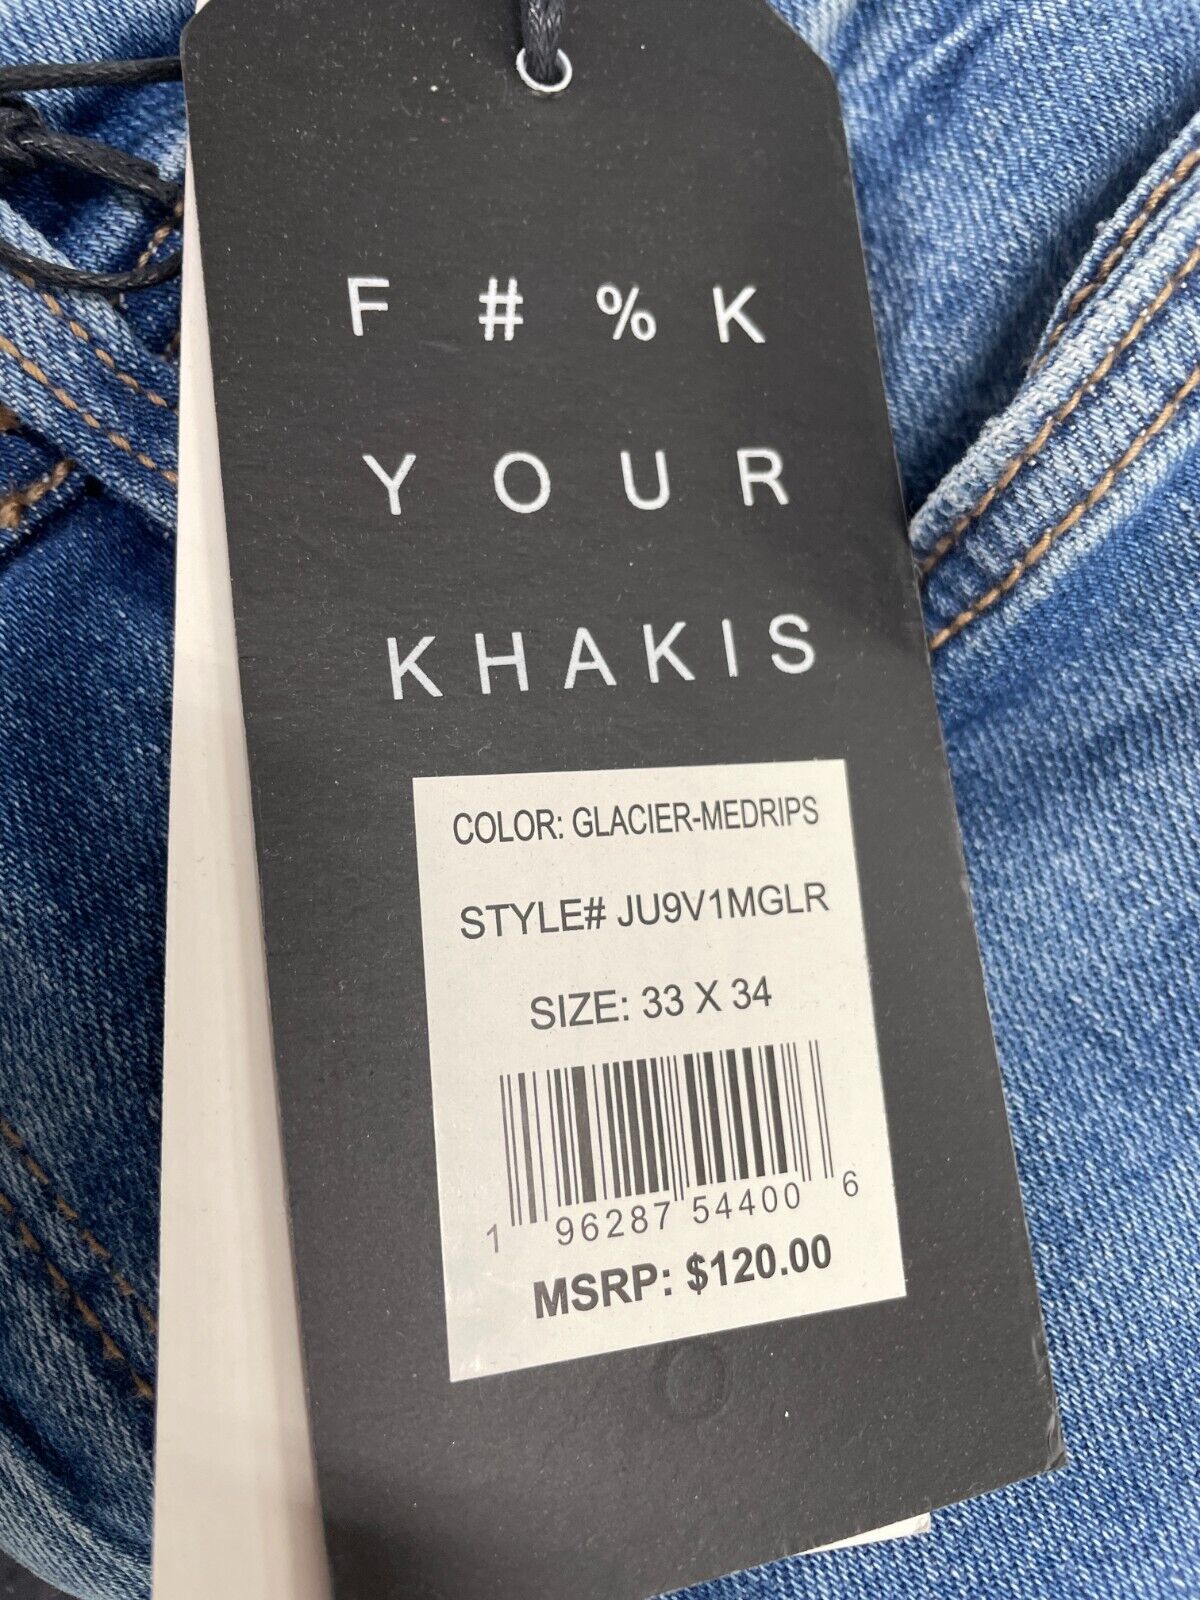 F#%K
YOUR
KHAKIS
COLOR: GLACIER-MEDRIPS
STYLE# JU9V1MGLR
SIZE: 33 X 34
1 96287 54400 6
MSRP: $120.00